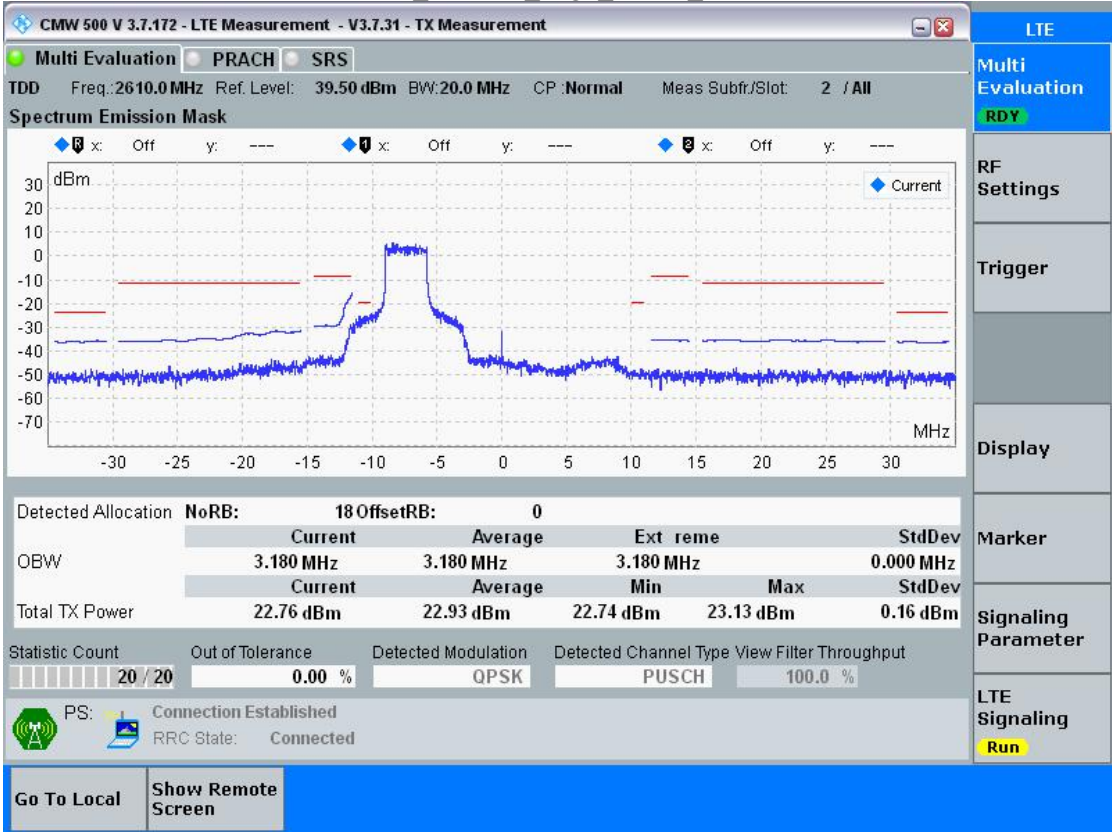 CMW 500 V 3.7.172 - LTE Measurement - V3.7.31 - TX Measurement
LTE
Multi Evaluation PRACH SRS
Multi Evaluation
RDY
TDD Freq.:2610.0 MHz Ref. Level: 39.50 dBm BW:20.0 MHz CP :Normal Meas Subfr./Slot: 2 / All
Spectrum Emission Mask
R x: Off y: --- 1 x: Off y: --- 2 x: Off y: ---
dBm
Current
30
20
10
0
-10
-20
-30
-40
-50
-60
-70
MHz
-30 -25 -20 -15 -10 -5 0 5 10 15 20 25 30
RF Settings
Trigger
Display
Marker
Signaling Parameter
LTE Signaling
Run
Detected Allocation NoRB: 18 OffsetRB: 0
Current Average Ext reme StdDev
OBW 3.180 MHz 3.180 MHz 3.180 MHz 0.000 MHz
Current Average Min Max StdDev
Total TX Power 22.76 dBm 22.93 dBm 22.74 dBm 23.13 dBm 0.16 dBm
Statistic Count Out of Tolerance Detected Modulation Detected Channel Type View Filter Throughput
20 / 20 0.00 % QPSK PUSCH 100.0 %
PS: Connection Established
RRC State: Connected
Go To Local
Show Remote Screen